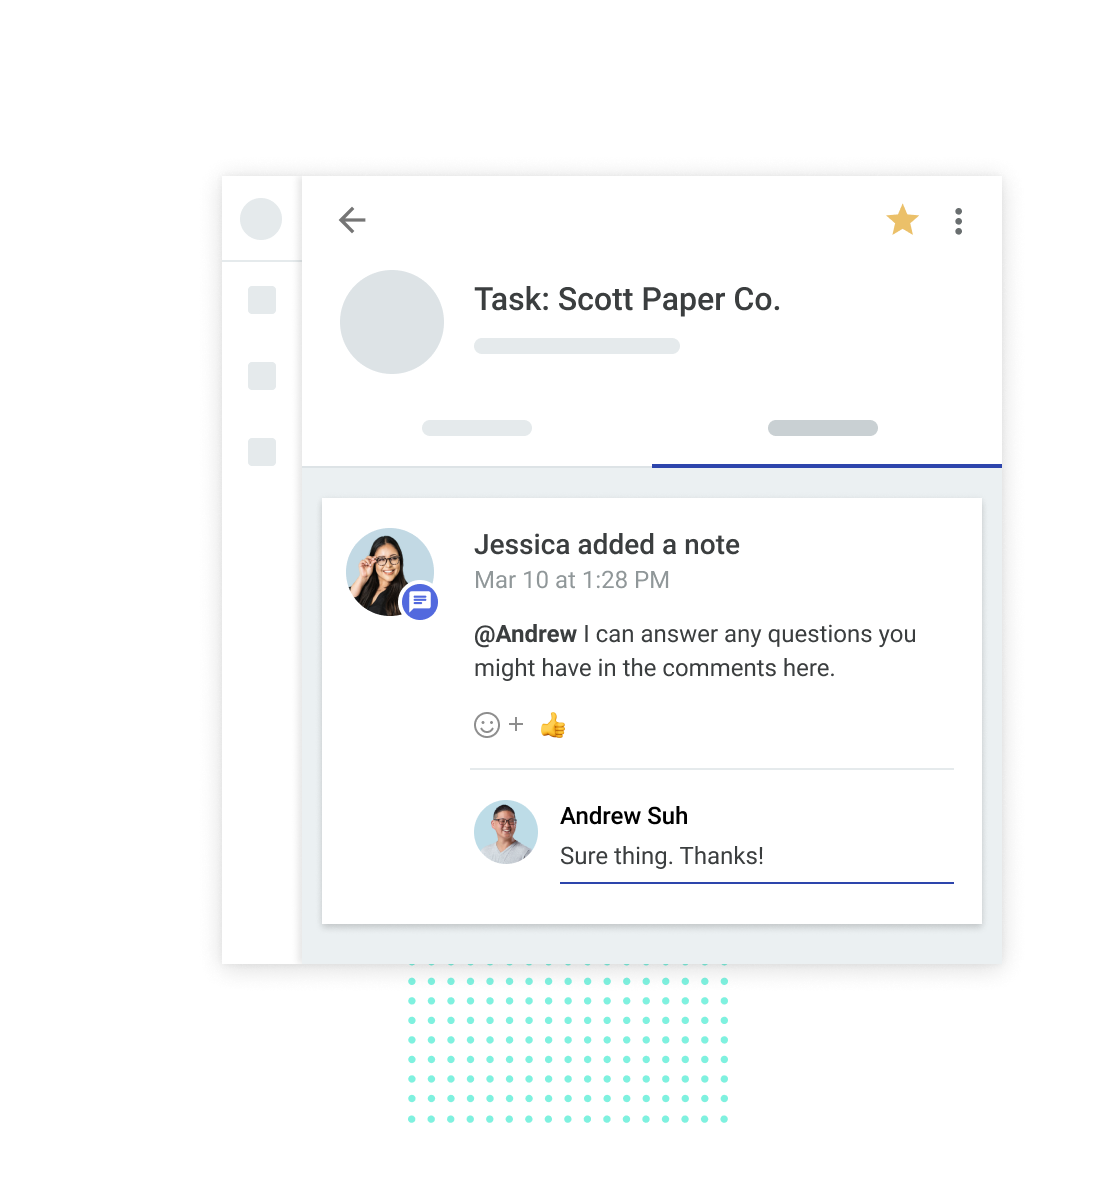 Task: Scott Paper Co.
Jessica added a note
Mar 10 at 1:28 PM
@Andrew I can answer any questions you
might have in the comments here.
Andrew Suh
Sure thing. Thanks!